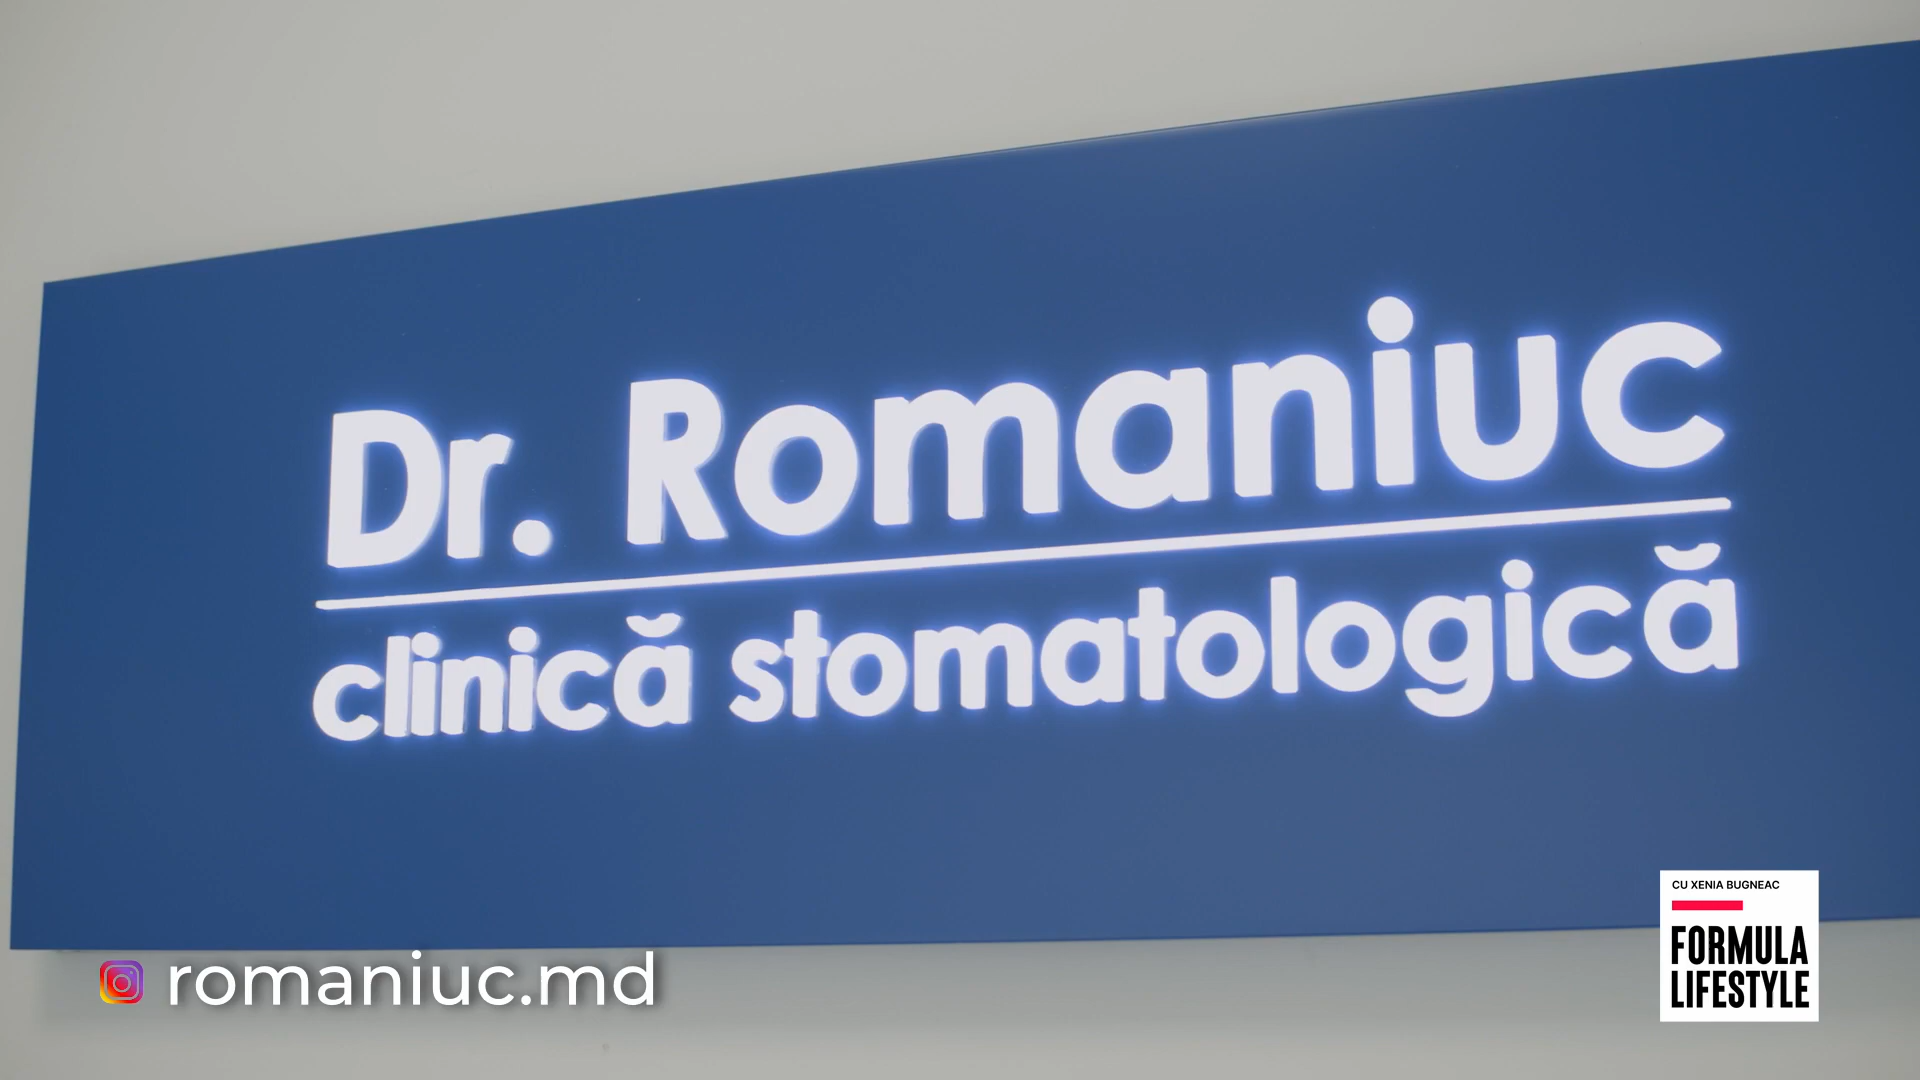 Dr. Romaniuc
clinică stomatologică
romaniuc.md
CU XENIA BUGNEAC
FORMULA
LIFESTYLE